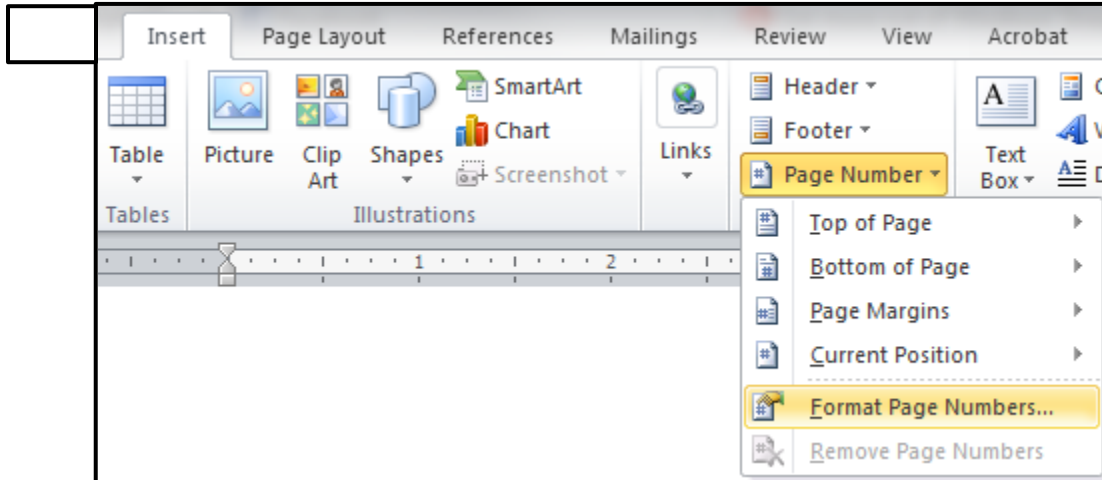 Insert Page Layout References Mailings Review View Acrobat
SmartArt Header
Chart Footer
Table Picture Clip Art Shapes Screenshot Links Page Number Text Box
Tables Illustrations
Top of Page
1 2
Bottom of Page
Page Margins
Current Position
Format Page Numbers...
Remove Page Numbers